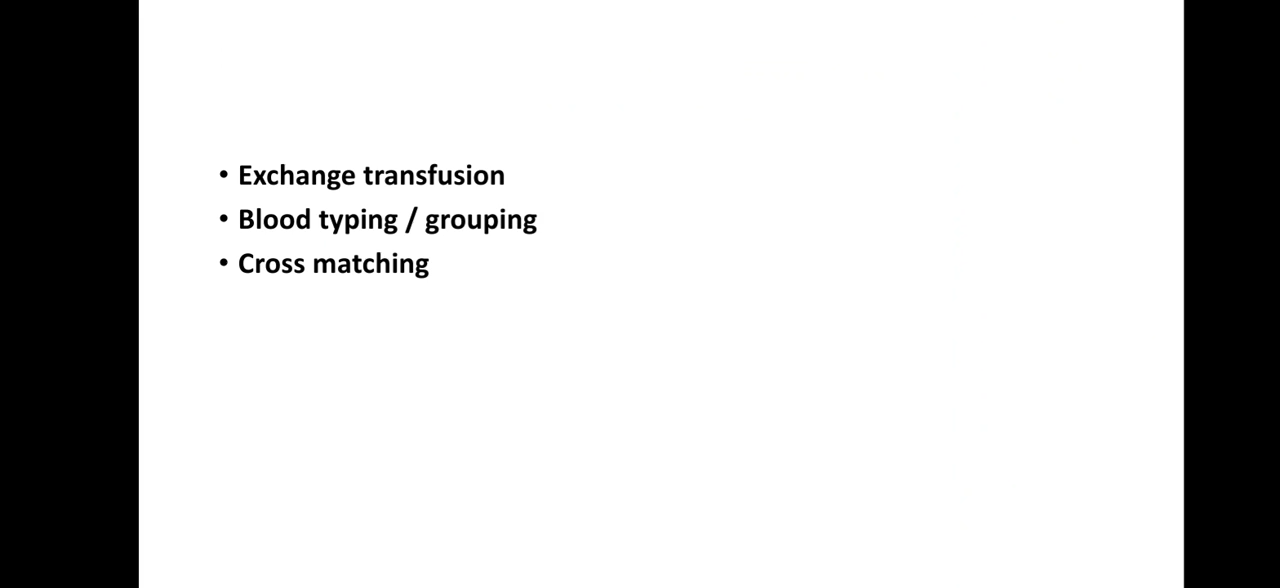 • Exchange transfusion
• Blood typing / grouping
• Cross matching